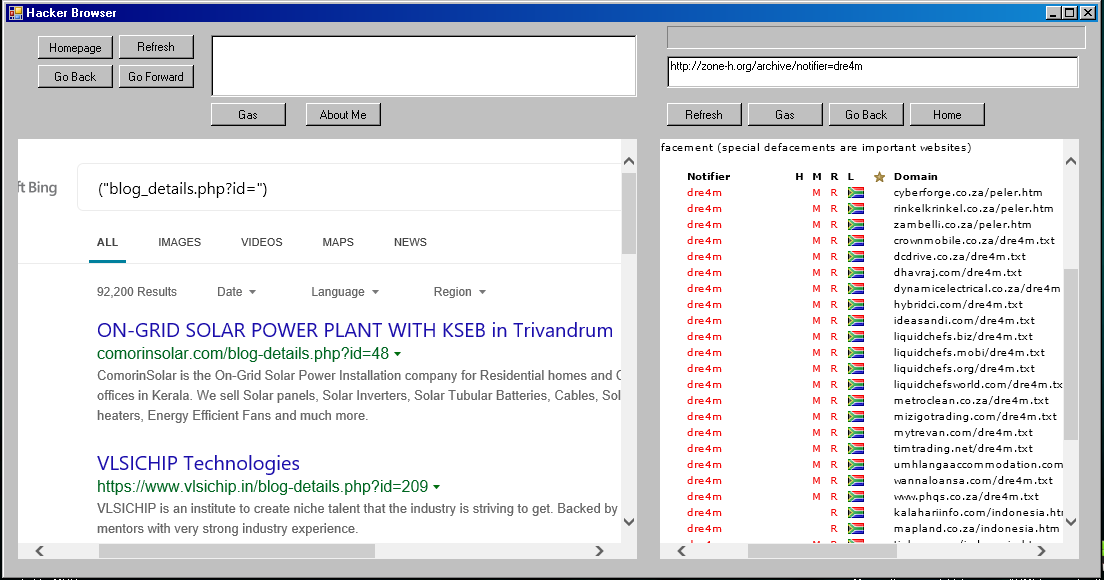 Hacker Browser
Homepage
Refresh
Go Back
Go Forward
Gas
About Me
ft Bing
("blog_details.php?id=")
ALL IMAGES VIDEOS MAPS NEWS
92,200 Results Date Language Region
ON-GRID SOLAR POWER PLANT WITH KSEB in Trivandrum
comorinsolar.com/blog-details.php?id=48
ComorinSolar is the On-Grid Solar Power Installation company for Residential homes and C
offices in Kerala. We sell Solar panels, Solar Inverters, Solar Tubular Batteries, Cables, Sol
heaters, Energy Efficient Fans and much more.
VLSICHIP Technologies
https://www.vlsichip.in/blog-details.php?id=209
VLSICHIP is an institute to create niche talent that the industry is striving to get. Backed by
mentors with very strong industry experience.
http://zone-h.org/archive/notifier=dre4m
Refresh
Gas
Go Back
Home
facement (special defacements are important websites)
Notifier H M R L Domain
dre4m M R cyberforge.co.za/peler.htm
dre4m M R rinkelkrinkel.co.za/peler.htm
dre4m M R zambelli.co.za/peler.htm
dre4m M R crownmobile.co.za/dre4m.txt
dre4m M R dcdrive.co.za/dre4m.txt
dre4m M R dhavraj.com/dre4m.txt
dre4m M R dynamicelectrical.co.za/dre4m
dre4m M R hybridci.com/dre4m.txt
dre4m M R ideasandi.com/dre4m.txt
dre4m M R liquidchefs.biz/dre4m.txt
dre4m M R liquidchefs.mobi/dre4m.txt
dre4m M R liquidchefs.org/dre4m.tx
dre4m M R liquidchefsworld.com/dre4m.tx
dre4m M R metroclean.co.za/dre4m.txt
dre4m M R mizigotrading.com/dre4m.txt
dre4m M R mytrevan.com/dre4m.txt
dre4m M R timtrading.net/dre4m.txt
dre4m M R umhlangaaccommodation.com
dre4m M R wannaloansa.com/dre4m.txt
dre4m M R www.phqs.co.za/dre4m.txt
dre4m R kalahariinfo.com/indonesia.ht
dre4m R mapland.co.za/indonesia.htm